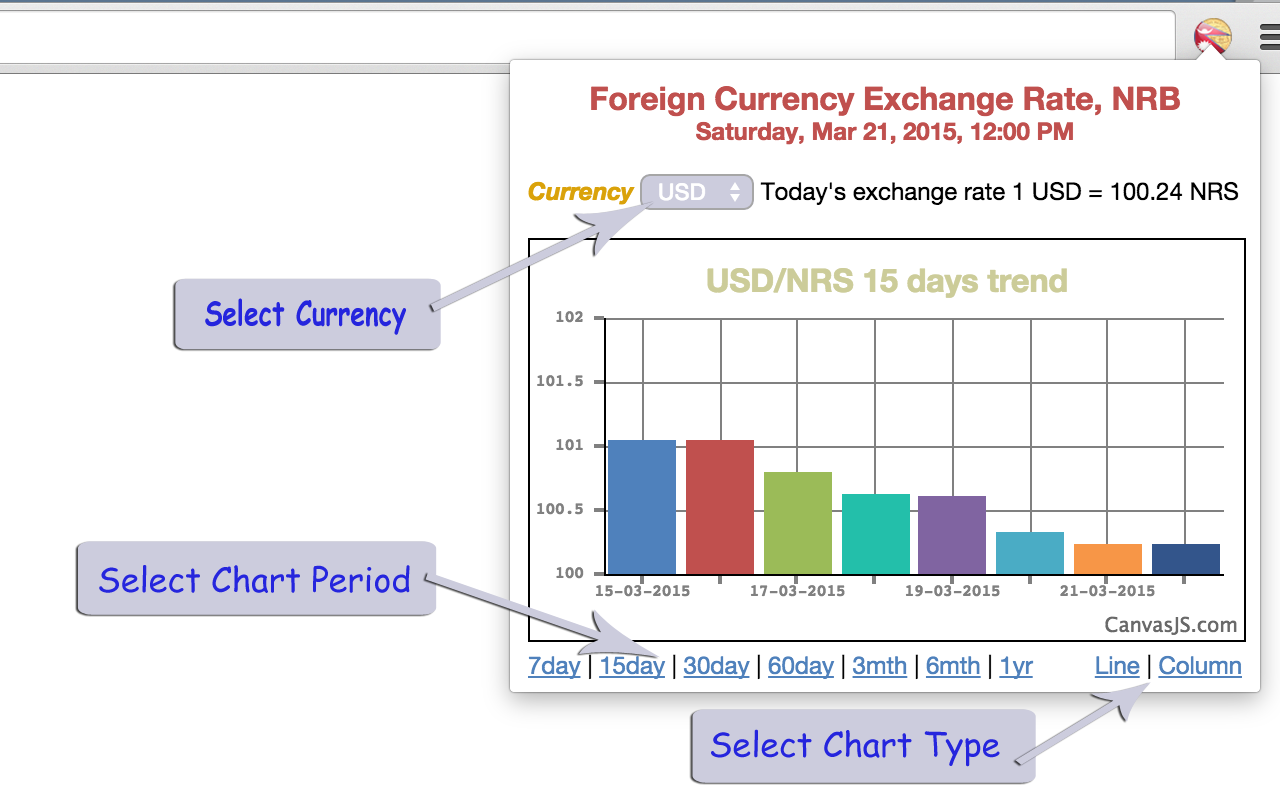 Foreign Currency Exchange Rate, NRB
Saturday, Mar 21, 2015, 12:00 PM
Currency USD Today's exchange rate 1 USD = 100.24 NRS
Select Currency
USD/NRS 15 days trend
102
101.5
101
100.5
100
15-03-2015 17-03-2015 19-03-2015 21-03-2015
CanvasJS.com
Select Chart Period
7day | 15day | 30day | 60day | 3mth | 6mth | 1yr Line | Column
Select Chart Type